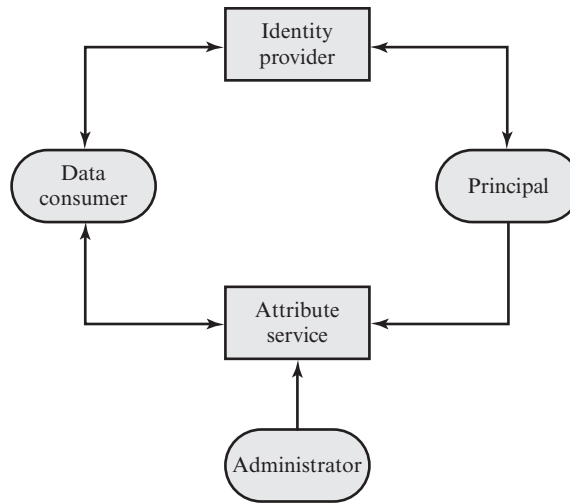 Identity
provider
Data
consumer
Principal
Attribute
service
Administrator